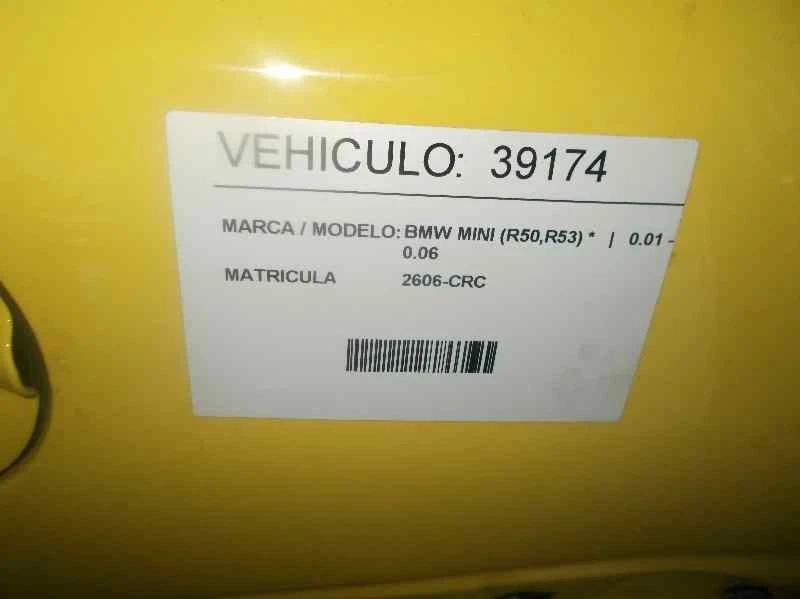 VEHICULO: 39174
MARCA / MODELO: BMW MINI (R50,R53) * | 0.01 -
0.06
MATRICULA 2606-CRC